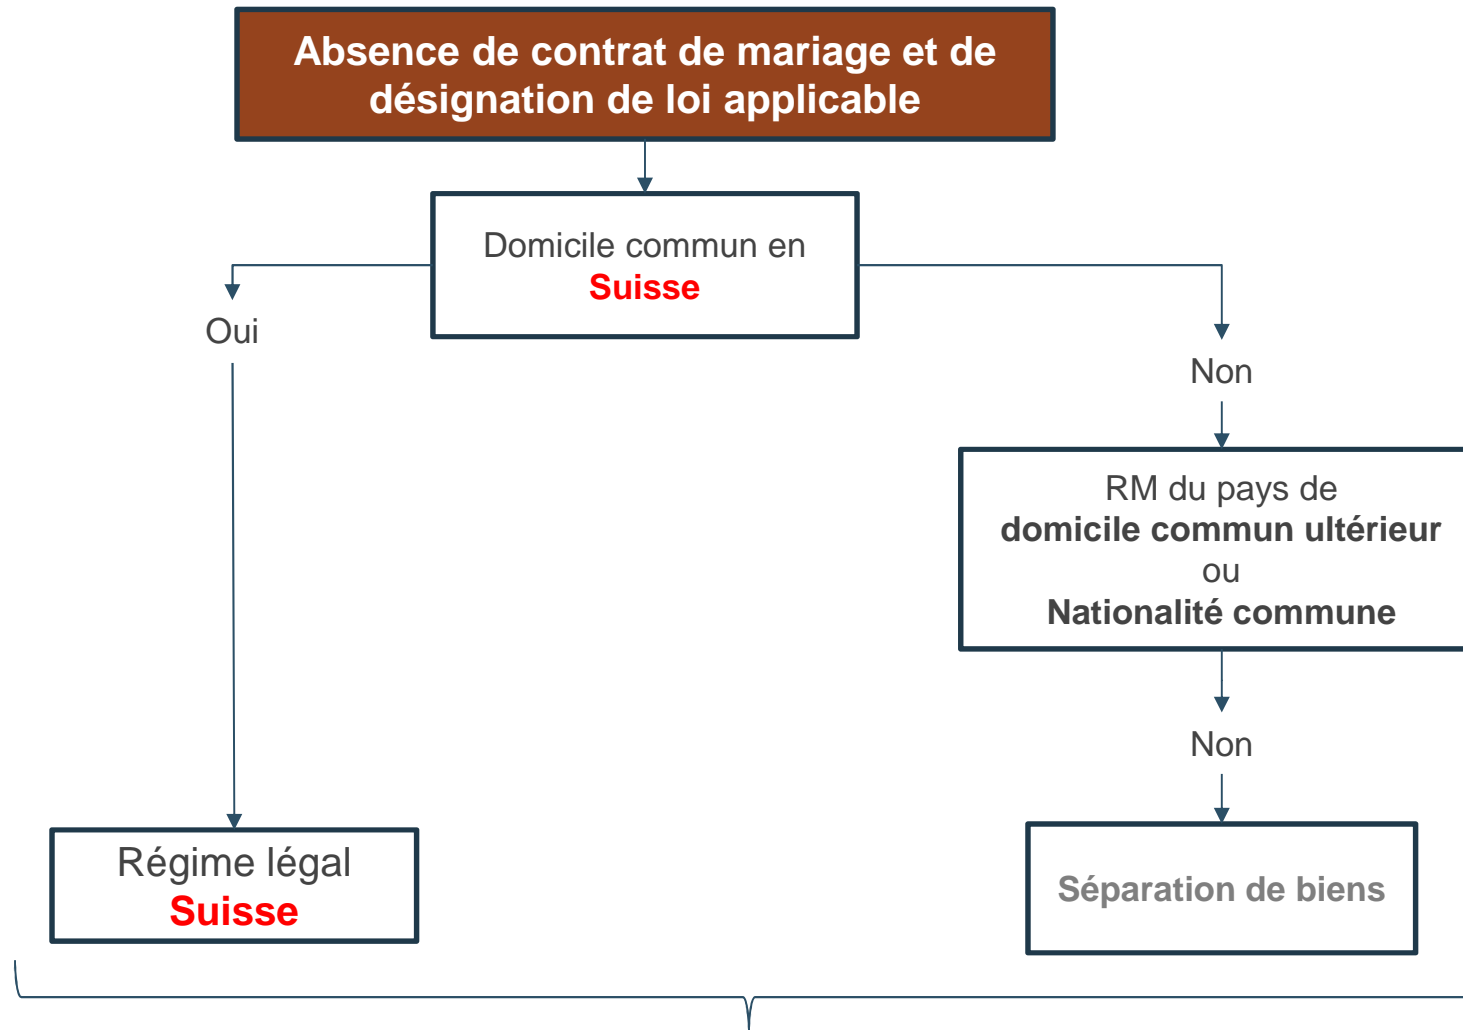 Absence de contrat de mariage et de
désignation de loi applicable
Domicile commun en
Suisse
Oui
Non
RM du pays de
domicile commun ultérieur
ou
Nationalité commune
Non
Régime légal
Suisse
Séparation de biens